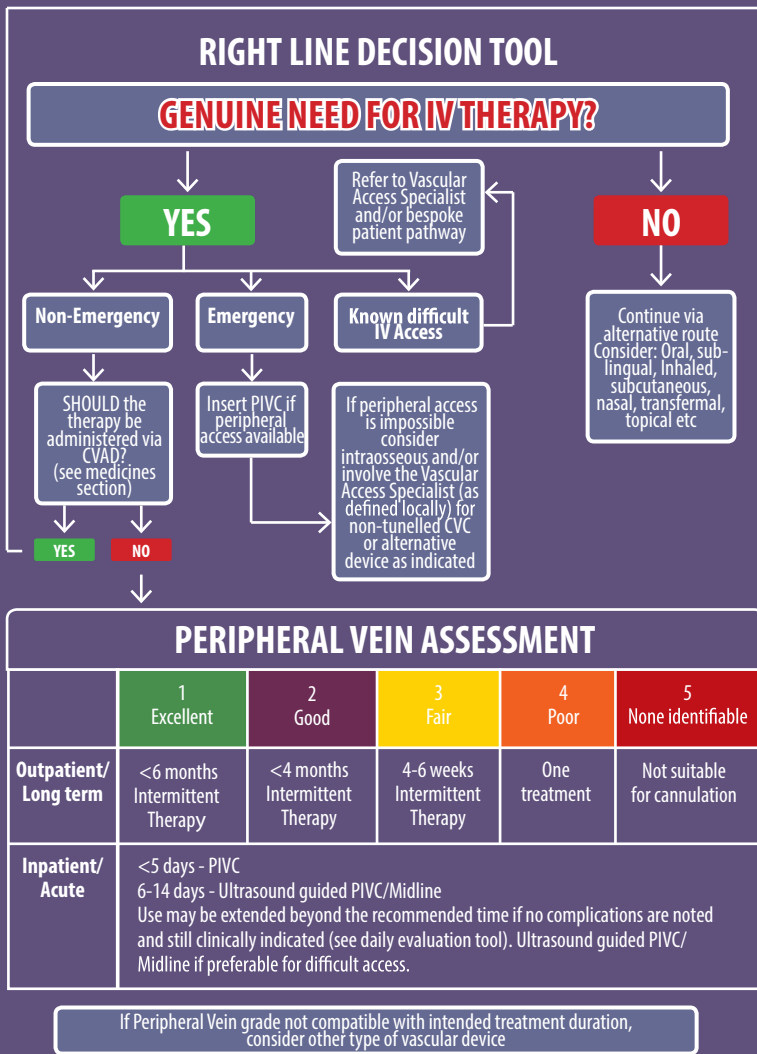 RIGHT LINE DECISION TOOL
GENUINE NEED FOR IV THERAPY?
YES
Refer to Vascular
Access Specialist
and/or bespoke
patient pathway
NO
Non-Emergency
Emergency
Known difficult
IV Access
Continue via
alternative route
Consider: Oral, sub-
lingual, Inhaled,
subcutaneous,
nasal, transfermal,
topical etc
SHOULD the
therapy be
administered via
CVAD?
(see medicines
section)
Insert PIVC if
peripheral
access available
If peripheral access
is impossible
consider
intraosseous and/or
involve the Vascular
Access Specialist (as
defined locally) for
non-tunelled CVC
or alternative
device as indicated
YES
NO
PERIPHERAL VEIN ASSESSMENT
1
Excellent
2
Good
3
Fair
4
Poor
5
None identifiable
Outpatient/
Long term
<6 months
Intermittent
Therapy
<4 months
Intermittent
Therapy
4-6 weeks
Intermittent
Therapy
One
treatment
Not suitable
for cannulation
Inpatient/
Acute
<5 days - PIVC
6-14 days - Ultrasound guided PIVC/Midline
Use may be extended beyond the recommended time if no complications are noted
and still clinically indicated (see daily evaluation tool). Ultrasound guided PIVC/
Midline if preferable for difficult access.
If Peripheral Vein grade not compatible with intended treatment duration,
consider other type of vascular device